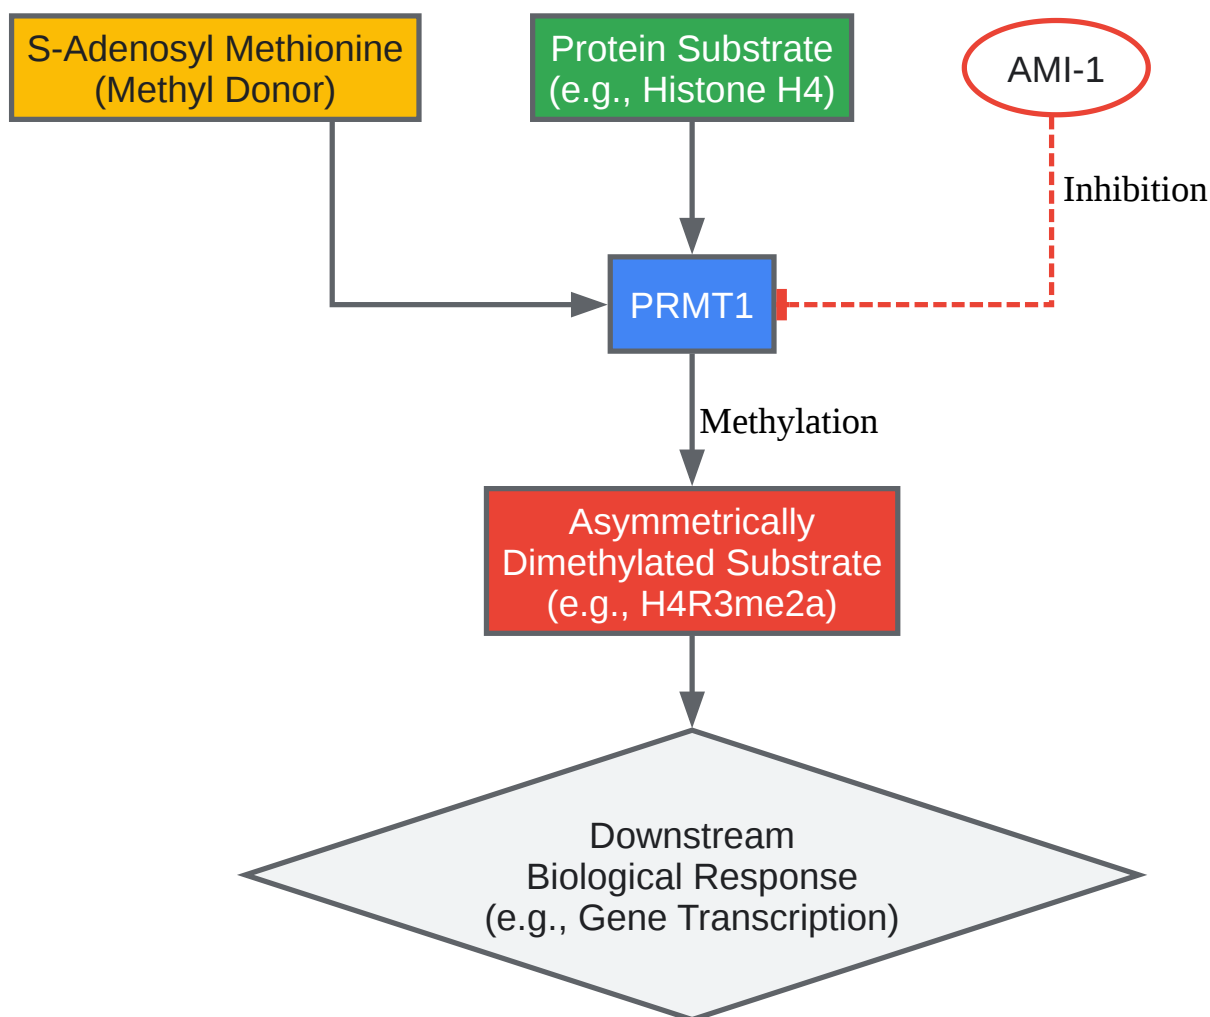 S-Adenosyl Methionine
(Methyl Donor)
Protein Substrate
(e.g., Histone H4)
AMI-1
Inhibition
PRMT1
Methylation
Asymmetrically
Dimethylated Substrate
(e.g., H4R3me2a)
Downstream
Biological Response
(e.g., Gene Transcription)